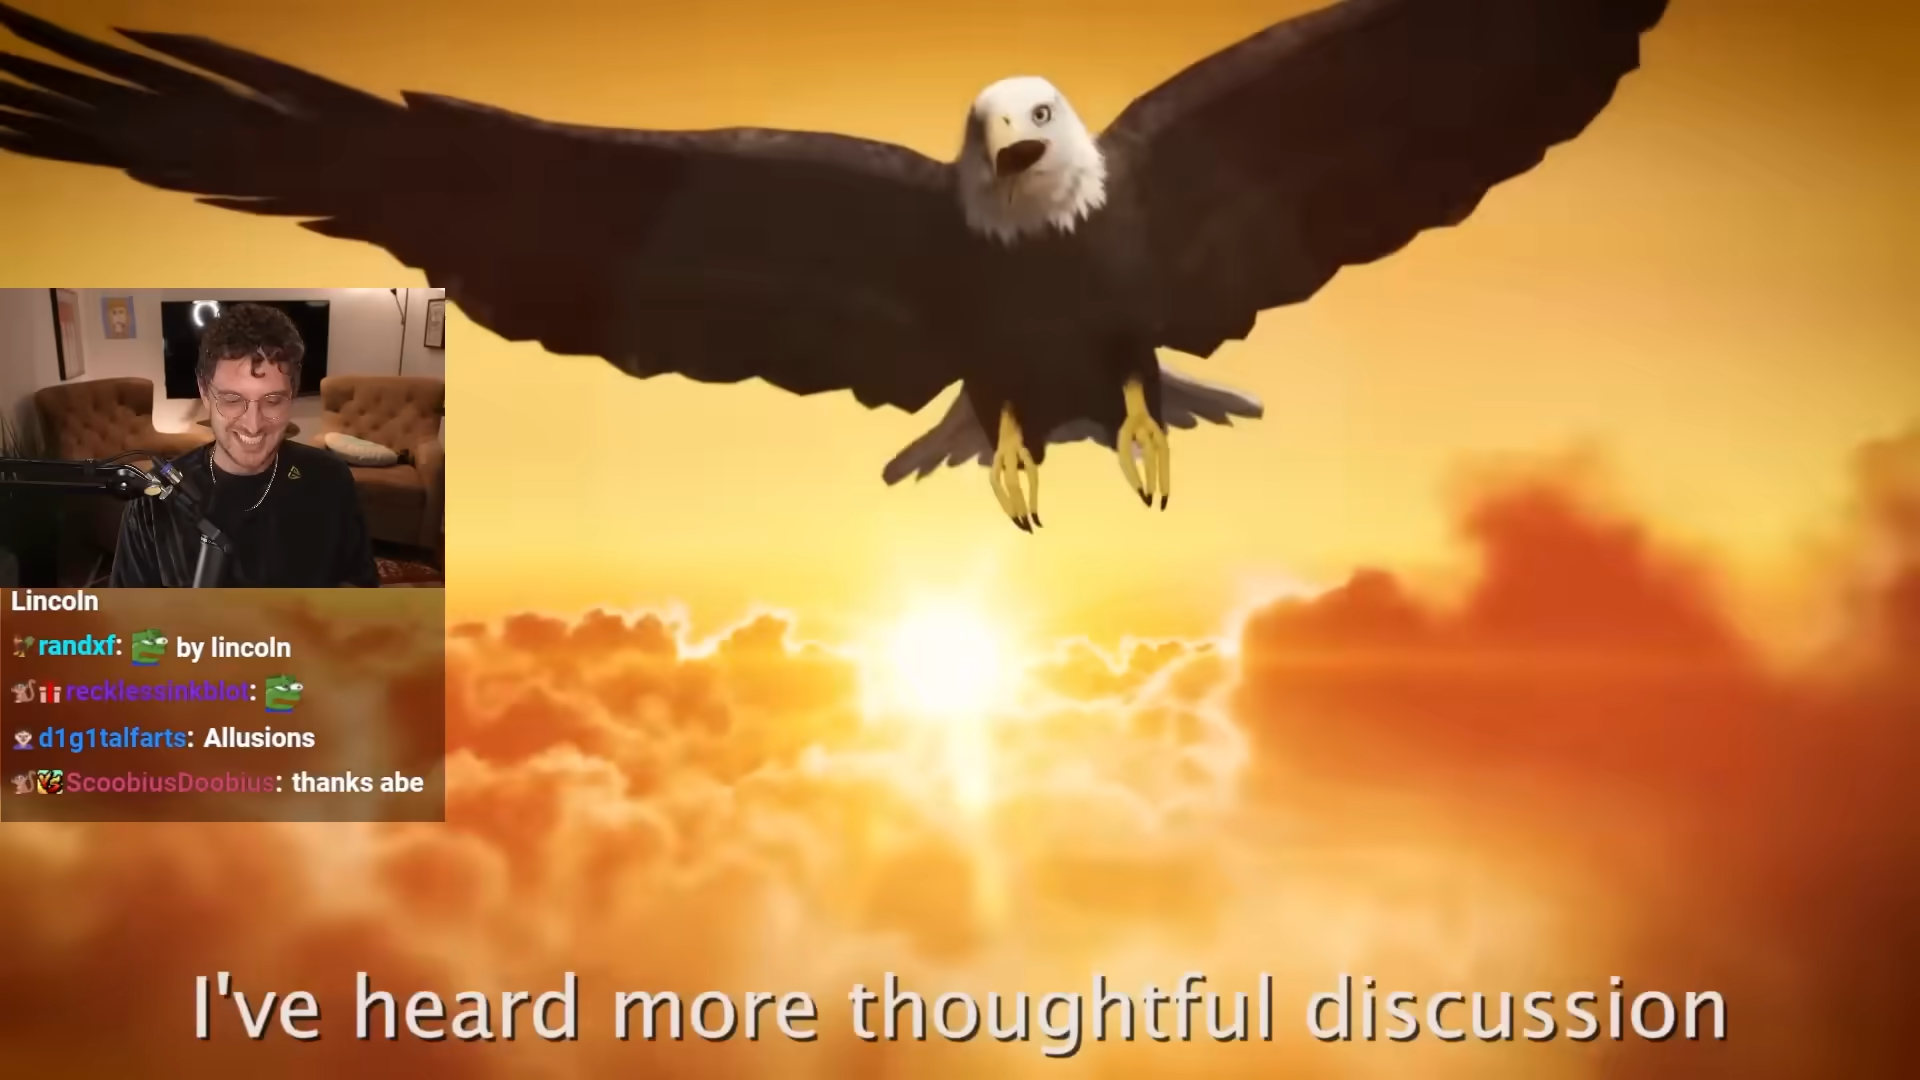 Lincoln
randxf: by lincoln
recklessinkblot:
d1g1talfarts: Allusions
ScoobiusDoobius: thanks abe
I've heard more thoughtful discussion